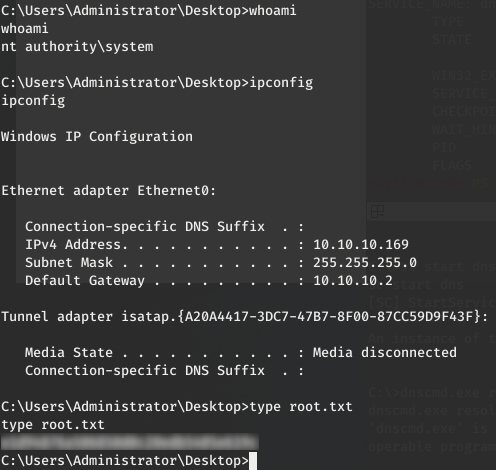 C:\Users\Administrator\Desktop>whoami
whoami
nt authority\system
C:\Users\Administrator\Desktop>ipconfig
ipconfig
Windows IP Configuration
Ethernet adapter Ethernet0:
Connection-specific DNS Suffix  . :
IPv4 Address. . . . . . . . . . . : 10.10.10.169
Subnet Mask . . . . . . . . . . . : 255.255.255.0
Default Gateway . . . . . . . . . : 10.10.10.2
Tunnel adapter isatap.{A20A4417-3DC7-47B7-8F00-87CC59D9F43F}:
Media State . . . . . . . . . . . : Media disconnected
Connection-specific DNS Suffix  . :
C:\Users\Administrator\Desktop>type root.txt
type root.txt
C:\Users\Administrator\Desktop>